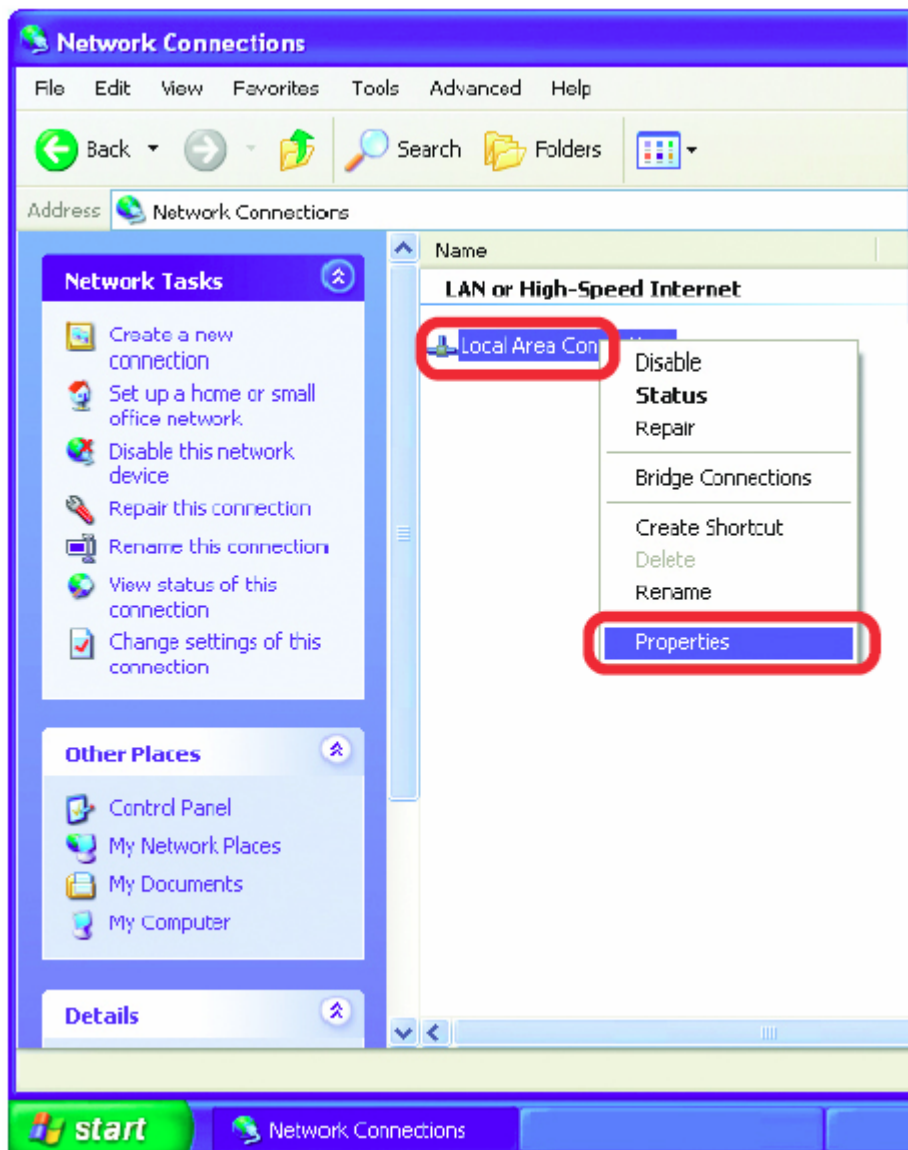 Network Connections
File Edit View Favorites Tools Advanced Help
Back Search Folders
Address Network Connections
Network Tasks
Create a new
connection
Set up a home or small
office network
Disable this network
device
Repair this connection
Rename this connection
View status of this
connection
Change settings of this
connection
Other Places
Control Panel
My Network Places
My Documents
My Computer
Details
Name
LAN or High-Speed Internet
Local Area Con
Disable
Status
Repair
Bridge Connections
Create Shortcut
Delete
Rename
Properties
start Network Connections